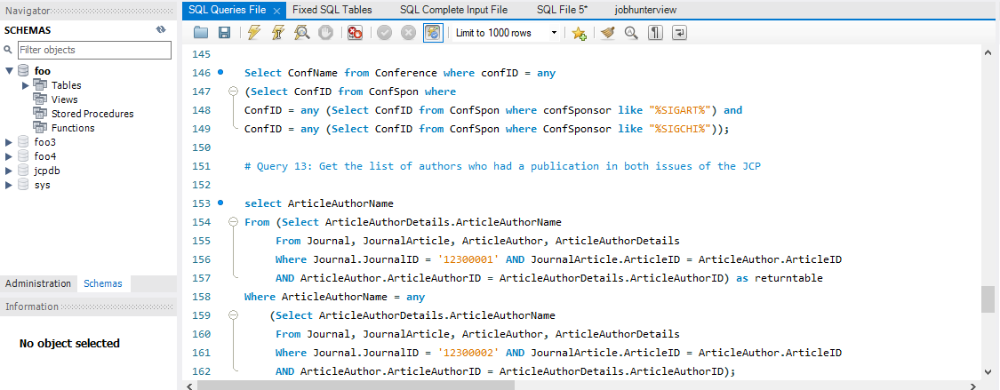 Navigator
SCHEMAS
Filter objects
foo
Tables
Views
Stored Procedures
Functions
foo3
foo4
jcpdb
sys
Administration Schemas
Information
No object selected
SQL Queries File Fixed SQL Tables SQL Complete Input File SQL File 5* jobhunterview
Limit to 1000 rows
145
146 Select ConfName from Conference where confID = any
147 (Select ConfID from ConfSpon where
148 ConfID = any (Select ConfID from ConfSpon where confSponsor like "%SIGART%") and
149 ConfID = any (Select ConfID from ConfSpon where ConfSponsor like "%SIGCHI%"));
150
151 # Query 13: Get the list of authors who had a publication in both issues of the JCP
152
153 select ArticleAuthorName
154 From (Select ArticleAuthorDetails.ArticleAuthorName
155 From Journal, JournalArticle, ArticleAuthor, ArticleAuthorDetails
156 Where Journal.JournalID = '12300001' AND JournalArticle.ArticleID = ArticleAuthor.ArticleID
157 AND ArticleAuthor.ArticleAuthorID = ArticleAuthorDetails.ArticleAuthorID) as returntable
158 Where ArticleAuthorName = any
159 (Select ArticleAuthorDetails.ArticleAuthorName
160 From Journal, JournalArticle, ArticleAuthor, ArticleAuthorDetails
161 Where Journal.JournalID = '12300002' AND JournalArticle.ArticleID = ArticleAuthor.ArticleID
162 AND ArticleAuthor.ArticleAuthorID = ArticleAuthorDetails.ArticleAuthorID);